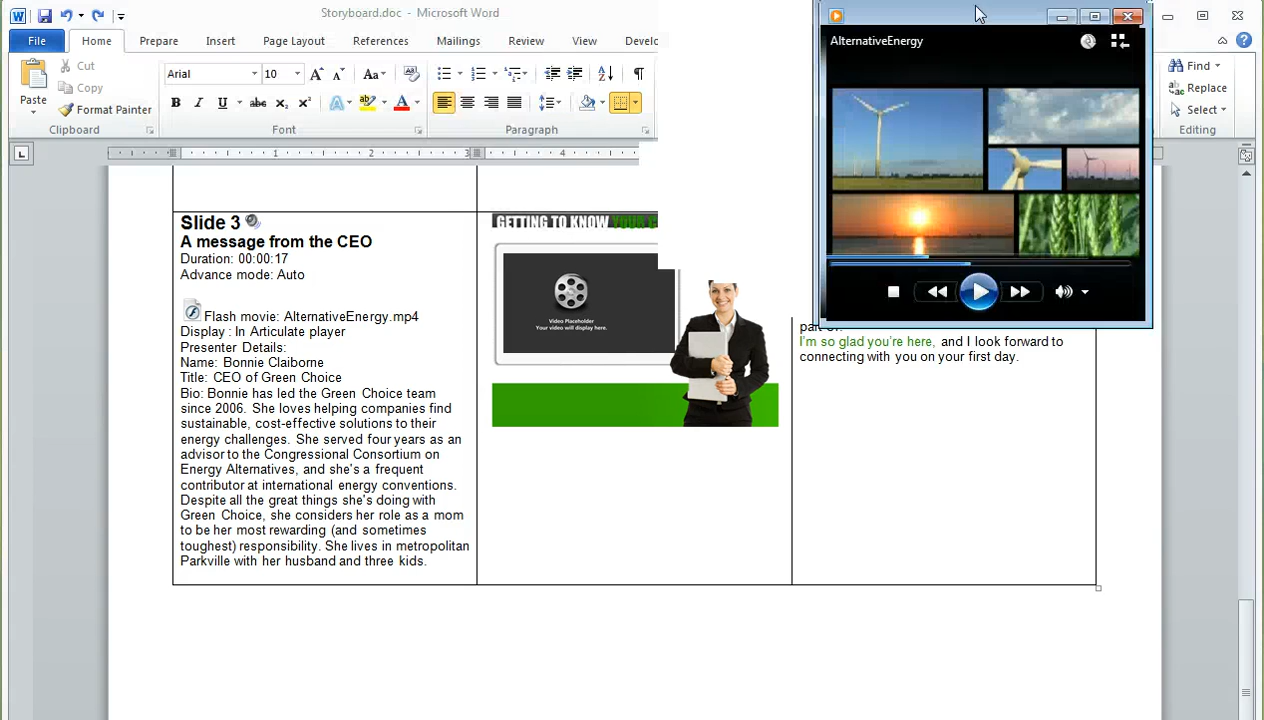 Storyboard.doc - Microsoft Word
File
Home
Prepare
Insert
Page Layout
References
Mailings
Review
View
Develo
Paste
Cut
Copy
Format Painter
Clipboard
Arial
10
Font
Paragraph
Find
Replace
Select
Editing
AlternativeEnergy
1
2
3
4
Slide 3
A message from the CEO
Duration: 00:00:17
Advance mode: Auto
Flash movie: AlternativeEnergy.mp4
Display : In Articulate player
Presenter Details:
Name: Bonnie Claiborne
Title: CEO of Green Choice
Bio: Bonnie has led the Green Choice team
since 2006. She loves helping companies find
sustainable, cost-effective solutions to their
energy challenges. She served four years as an
advisor to the Congressional Consortium on
Energy Alternatives, and she's a frequent
contributor at international energy conventions.
Despite all the great things she's doing with
Green Choice, she considers her role as a mom
to be her most rewarding (and sometimes
toughest) responsibility. She lives in metropolitan
Parkville with her husband and three kids.
GETTING TO KNOW YOUR
Video Placeholder
Your video will display here.
part of.
I'm so glad you're here, and I look forward to
connecting with you on your first day.